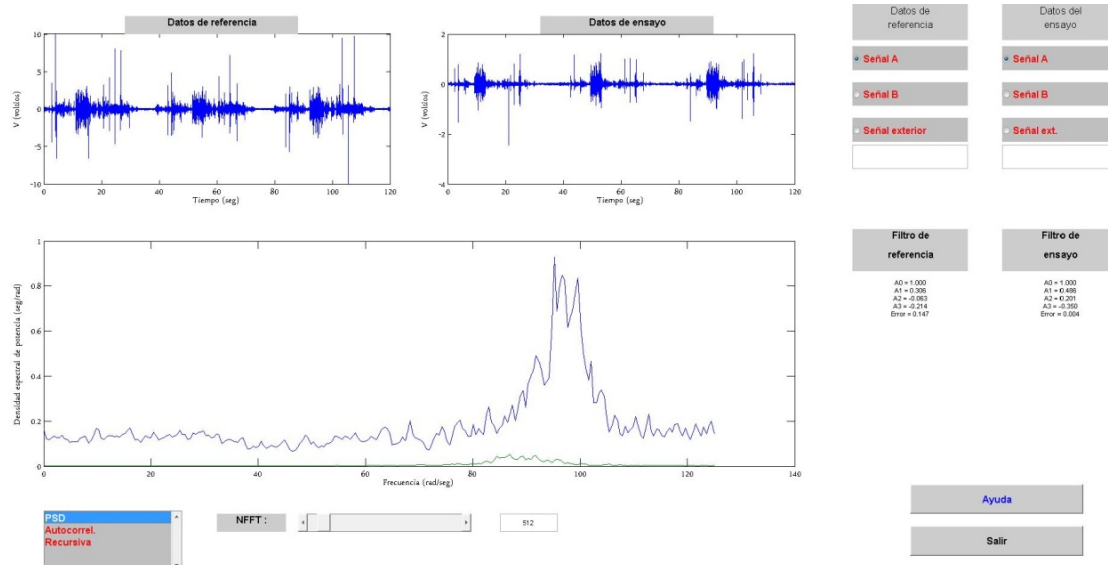 Datos de referencia
10
5
0
-5
-10
V (voltios)
0 20 40 60 80 100 120
Tiempo (seg)
Datos de ensayo
2
0
-2
-4
V (voltios)
0 20 40 60 80 100 120
Tiempo (seg)
Datos de
referencia
Señal A
Señal B
Señal exterior
Datos del
ensayo
Señal A
Señal B
Señal ext.
1
0.8
0.6
0.4
0.2
0
Densidad espectral de potencia (seg/rad)
0 20 40 60 80 100 120 140
Frecuencia (rad/seg)
Filtro de
referencia
A0 = 1.000
A1 = 0.306
A2 = -0.063
A3 = -0.214
Error = 0.147
Filtro de
ensayo
A0 = 1.000
A1 = 0.486
A2 = 0.201
A3 = -0.350
Error = 0.004
PSD
Autocorrel.
Recursiva
NFFT :
512
Ayuda
Salir